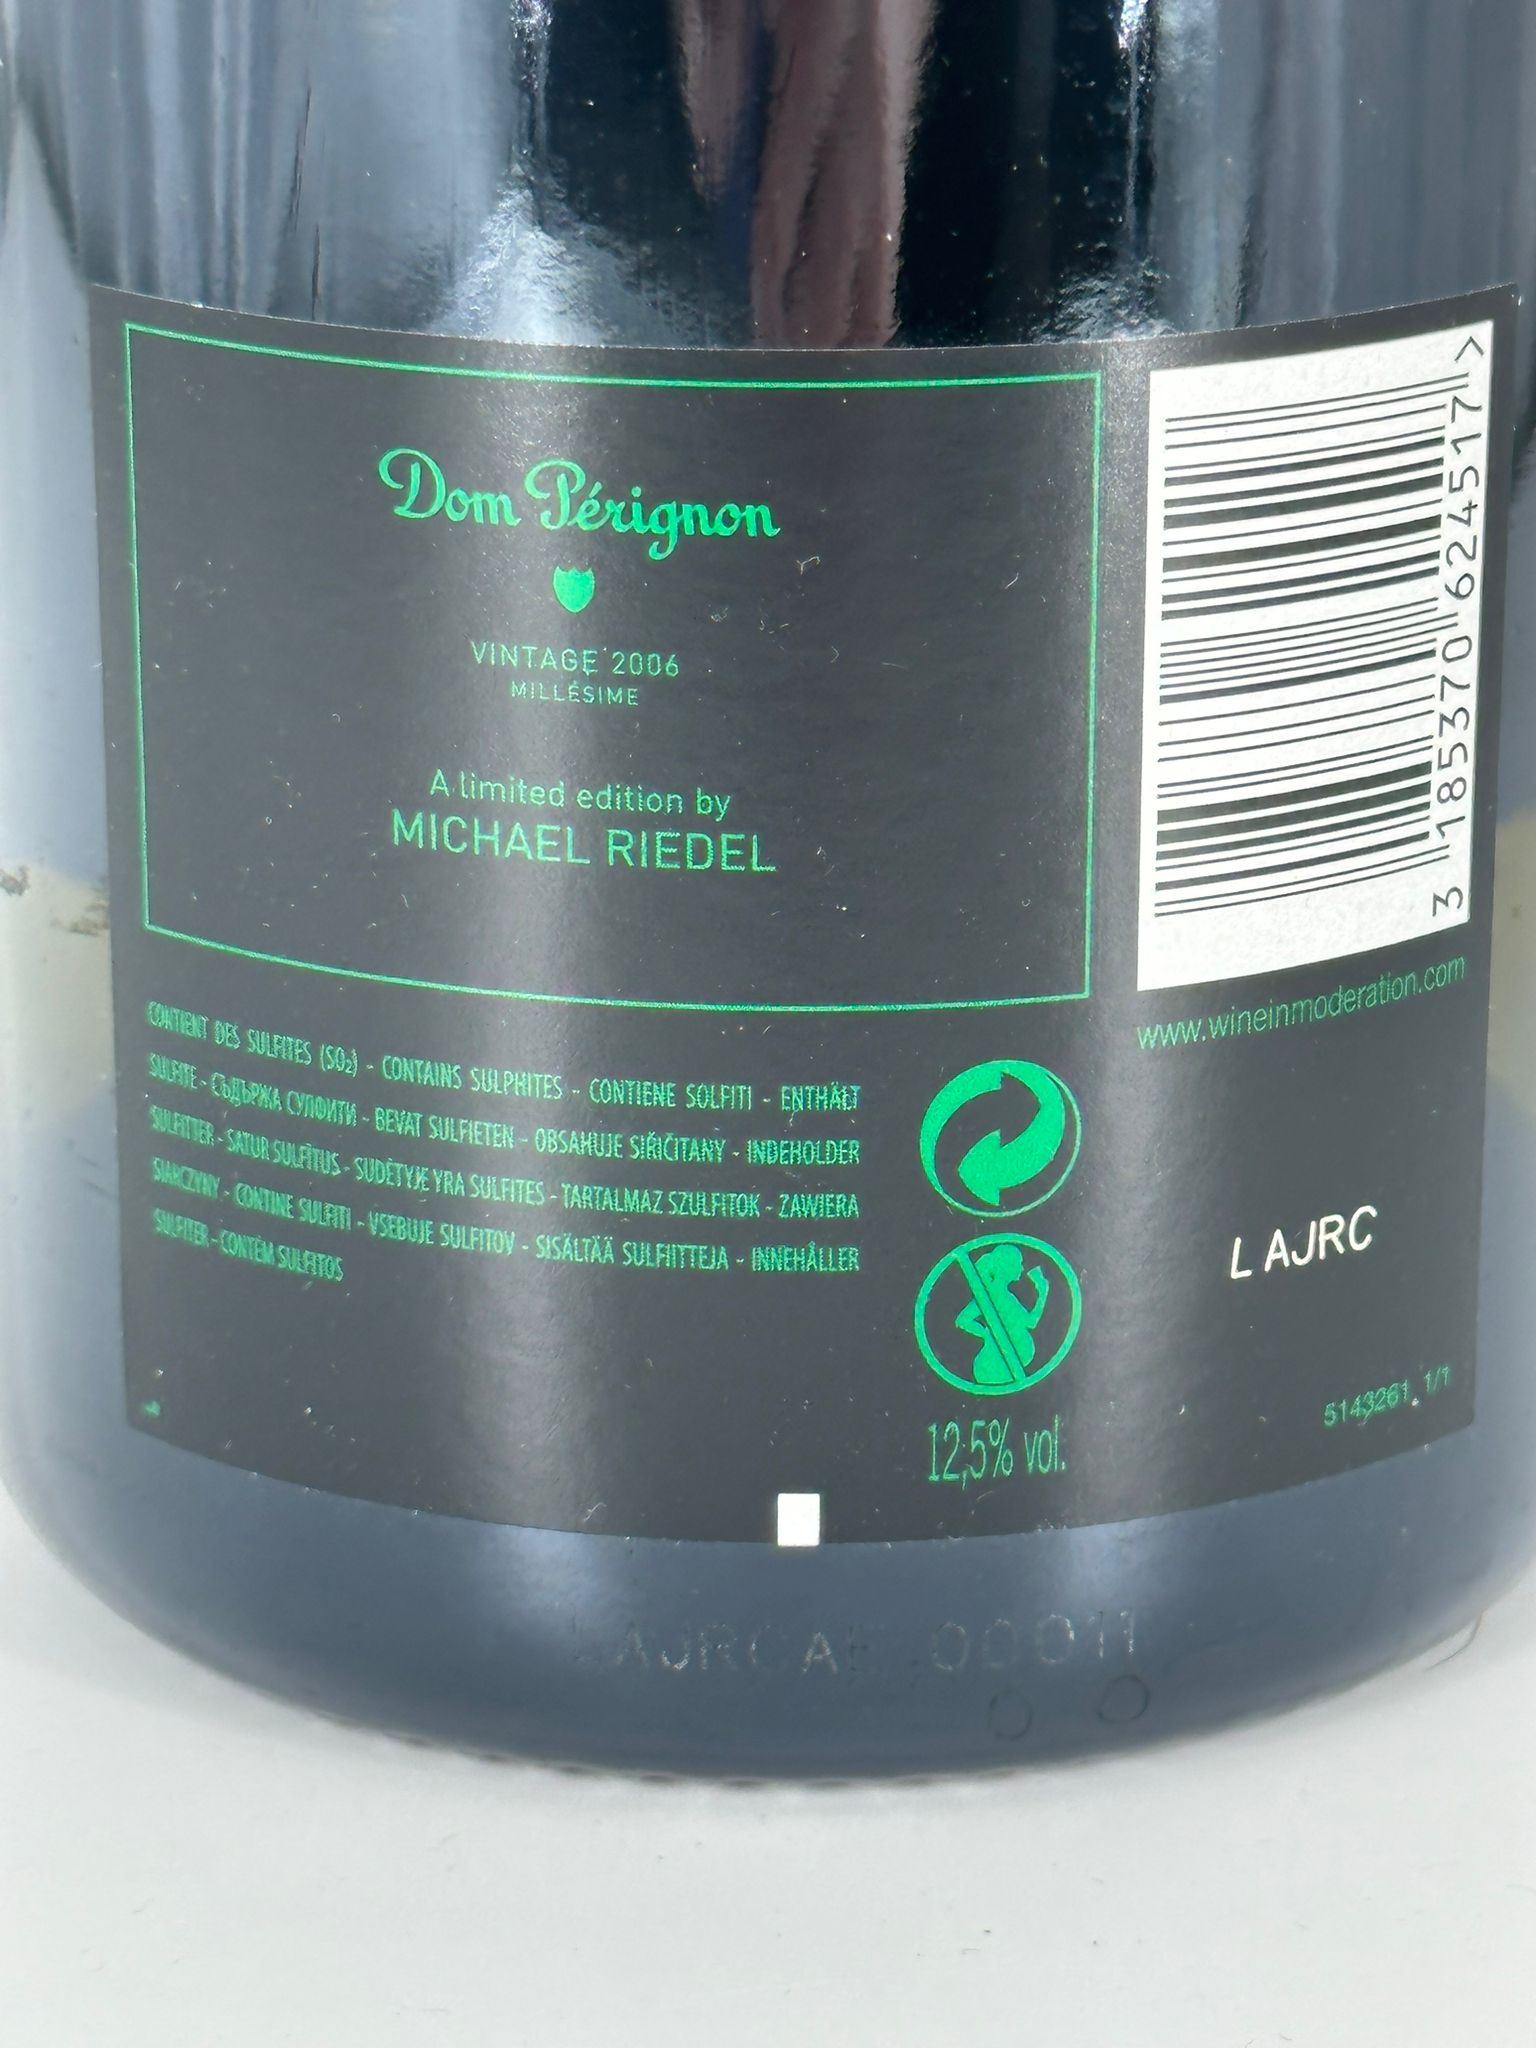 Dom Pérignon
VINTAGE 2006
MILLÉSIME
A limited edition by
MICHAEL RIEDEL
3 185370 624517 >
www.wineinmoderation.com
CONTIENT DES SULFITES (SO₂) - CONTAINS SULPHITES - CONTIENE SOLFITI - ENTHÄLT
SULFITE - СЪДЪРЖА СУЛФИТИ - BEVAT SULFIETEN - OBSAHUJE SIŘIČITANY - INDEHOLDER
SULFITTER - SATUR SULFĪTUS - SUDĖTYJE YRA SULFITES - TARTALMAZ SZULFITOK - ZAWIERA
SIARCZYNY - CONTINE SULFITI - VSEBUJE SULFITOV - SISÄLTÄÄ SULFIITTEJA - INNEHÅLLER
SULFITER - CONTÉM SULFITOS
L AJRC
5143261 1/1
12,5% vol.
00011